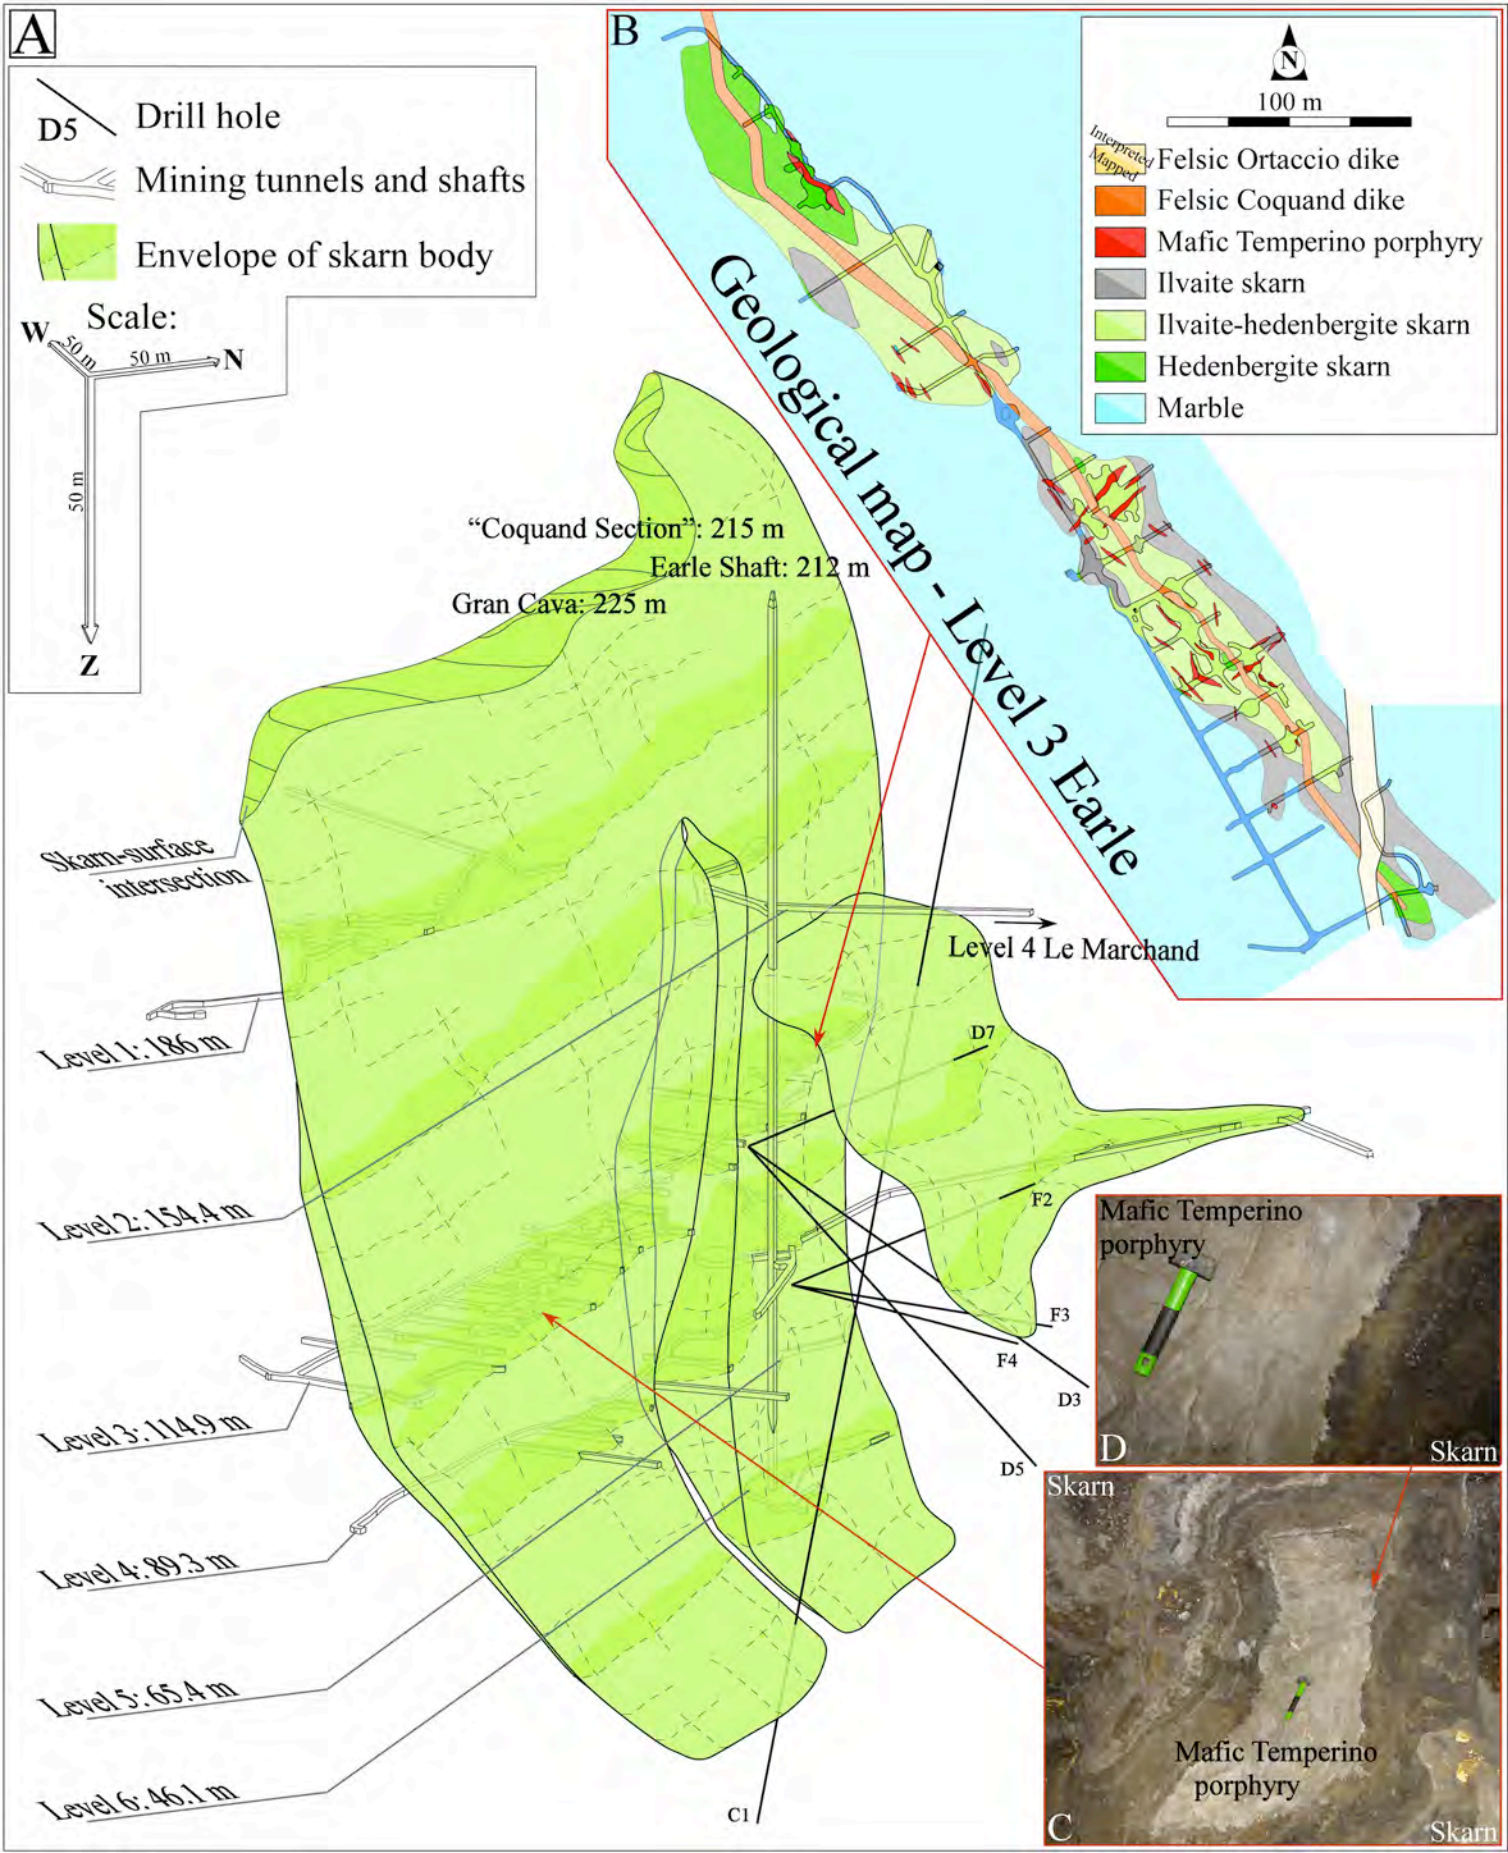 A
D5
Drill hole
Mining tunnels and shafts
Envelope of skarn body
Scale:
W
50 m
50 m
N
50 m
Z
B
N
100 m
Interpreted
Mapped
Felsic Ortaccio dike
Felsic Coquand dike
Mafic Temperino porphyry
Ilvaite skarn
Ilvaite-hedenbergite skarn
Hedenbergite skarn
Marble
Geological map - Level 3 Earle
“Coquand Section”: 215 m
Earle Shaft: 212 m
Gran Cava: 225 m
Skarn-surface
intersection
Level 4 Le Marchand
Level 1: 186 m
Level 2: 154.4 m
Level 3: 114.9 m
Level 4: 89.3 m
Level 5: 65.4 m
Level 6: 46.1 m
D7
F2
F3
F4
D3
D5
C1
Mafic Temperino
porphyry
D
Skarn
Skarn
Mafic Temperino
porphyry
C
Skarn